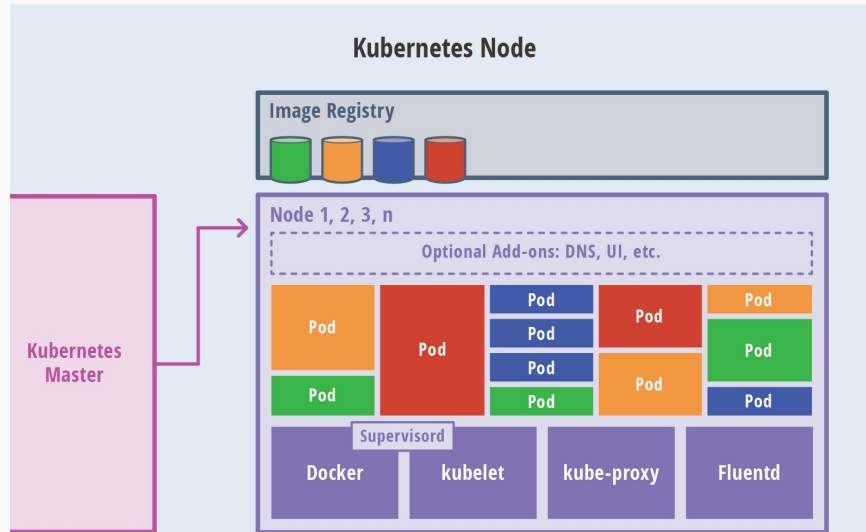 Kubernetes Node
Image Registry
Node 1, 2, 3, n
Optional Add-ons: DNS, UI, etc.
Kubernetes
Master
Pod
Pod
Pod
Pod
Pod
Pod
Pod
Pod
Pod
Pod
Pod
Pod
Pod
Supervisord
Docker
kubelet
kube-proxy
Fluentd